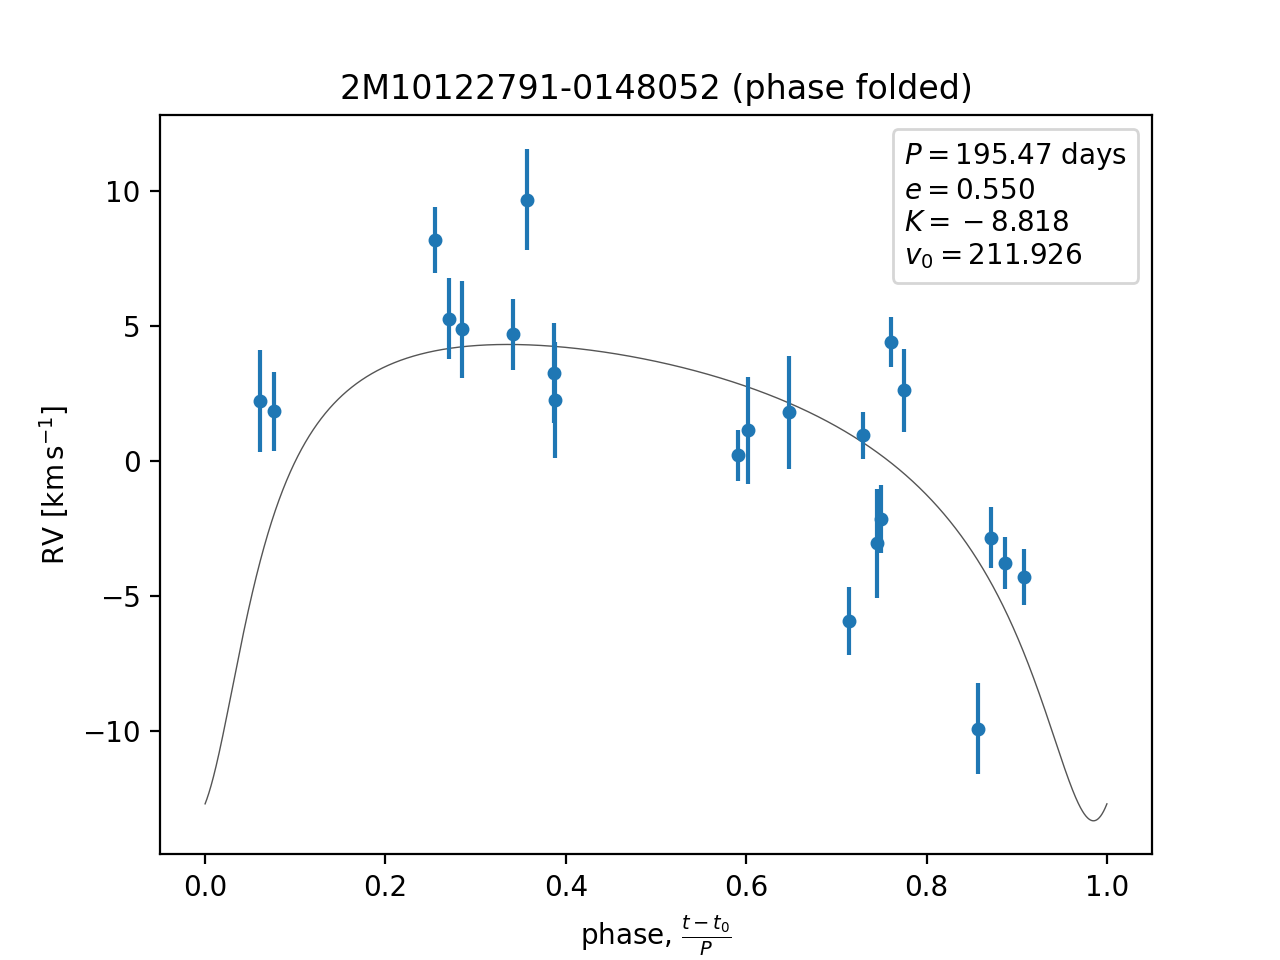 2M10122791-0148052 (phase folded)
P = 195.47 days
e = 0.550
K = −8.818
v₀ = 211.926
10
5
0
−5
−10
RV [km s⁻¹]
0.0 0.2 0.4 0.6 0.8 1.0
phase, (t − t₀)/P